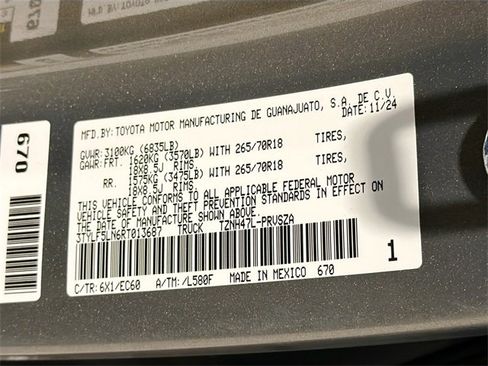 MFD.BY:TOYOTA MOTOR MANUFACTURING DE GUANAJUATO, S.A. DE C.V.
DATE:11/24
GVWR:3100KG (6835LB)
GAWR:FRT. 1620KG (3570LB) WITH 265/70R18 TIRES,
18X8.5J RIMS
RR. 1575KG (3475LB) WITH 265/70R18 TIRES,
18X8.5J RIMS.
THIS VEHICLE CONFORMS TO ALL APPLICABLE FEDERAL MOTOR
VEHICLE SAFETY AND THEFT PREVENTION STANDARDS IN EFFECT ON
THE DATE OF MANUFACTURE SHOWN ABOVE.
3TYLF5LN6RT013687 TRUCK TZNH47L-PRVSZA
C/TR:6X1/EC60 A/TM:/L580F MADE IN MEXICO 670
1
670